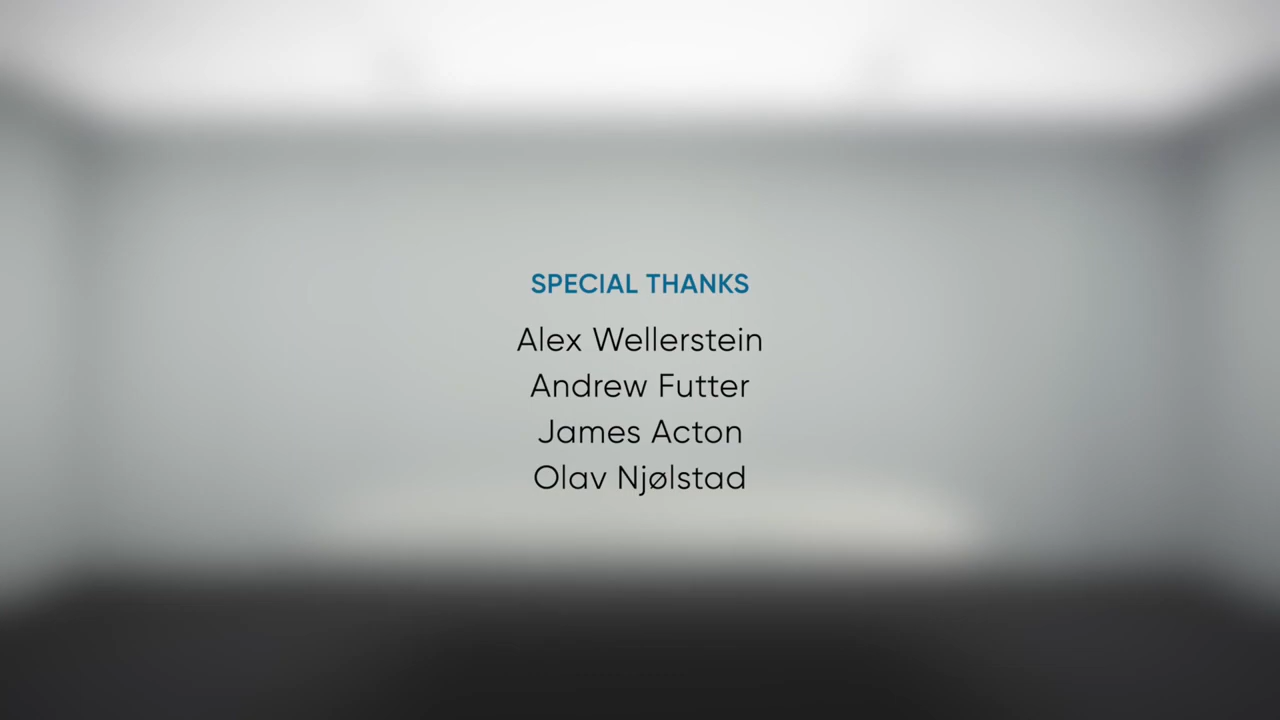 SPECIAL THANKS
Alex Wellerstein
Andrew Futter
James Acton
Olav Njølstad